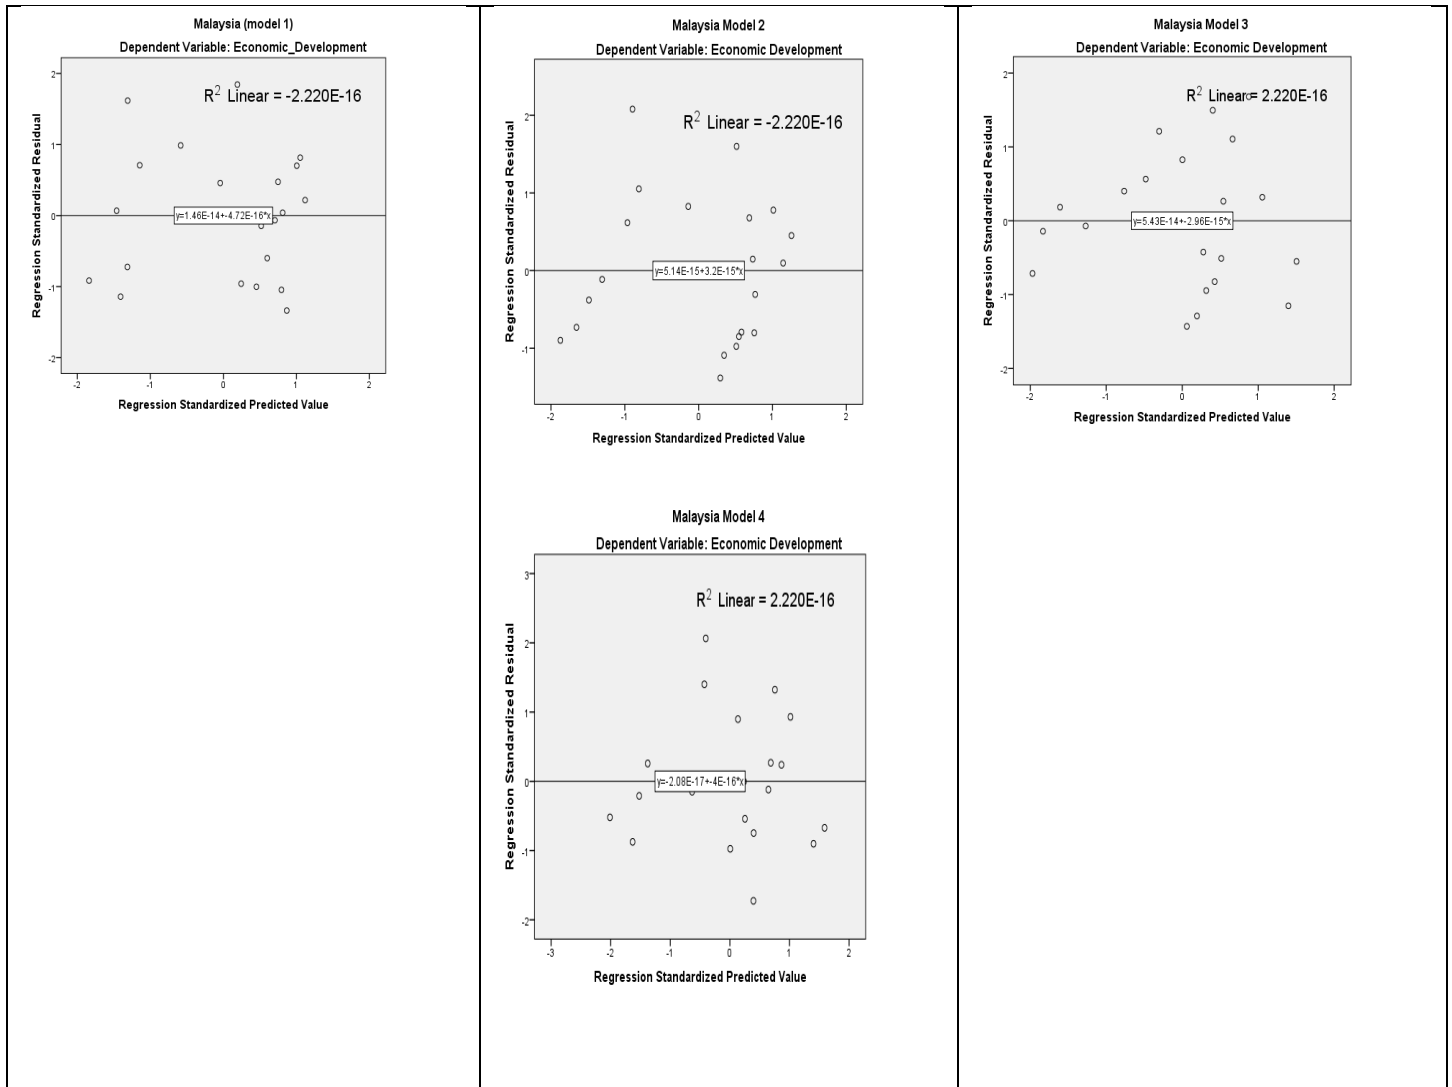 Malaysia (model 1)
Dependent Variable: Economic_Development
R² Linear = -2.220E-16
y=1.46E-14+-4.72E-16*x
Regression Standardized Residual
2
1
0
-1
-2
-2 -1 0 1 2
Regression Standardized Predicted Value
Malaysia Model 2
Dependent Variable: Economic Development
R² Linear = -2.220E-16
y=5.14E-15+3.2E-15*x
Regression Standardized Residual
2
1
0
-1
-2 -1 0 1 2
Regression Standardized Predicted Value
Malaysia Model 4
Dependent Variable: Economic Development
R² Linear = 2.220E-16
y=-2.08E-17+-4E-16*x
Regression Standardized Residual
3
2
1
0
-1
-2
-3 -2 -1 0 1 2
Regression Standardized Predicted Value
Malaysia Model 3
Dependent Variable: Economic Development
R² Linear = 2.220E-16
y=5.43E-14+-2.96E-15*x
Regression Standardized Residual
2
1
0
-1
-2
-2 -1 0 1 2
Regression Standardized Predicted Value